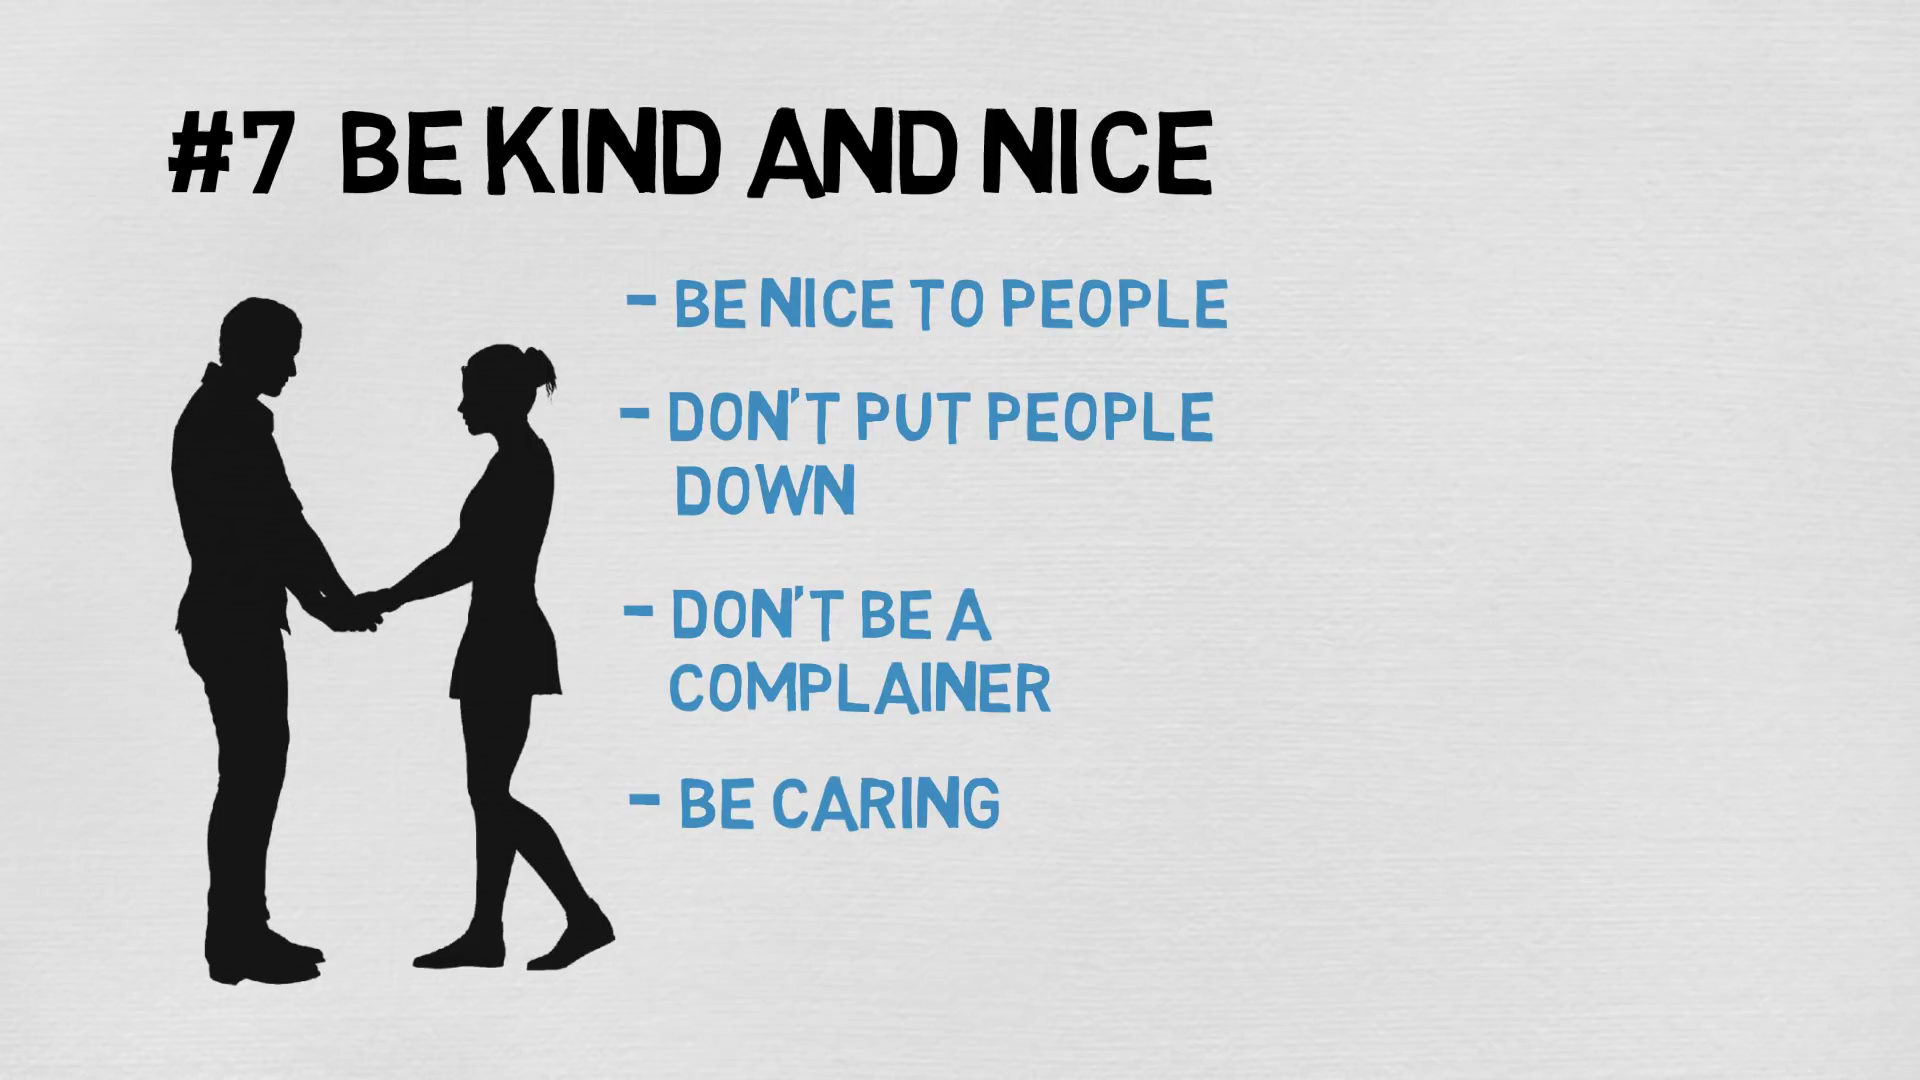 #7 BE KIND AND NICE
- BE NICE TO PEOPLE
- DON'T PUT PEOPLE
DOWN
- DON'T BE A
COMPLAINER
- BE CARING